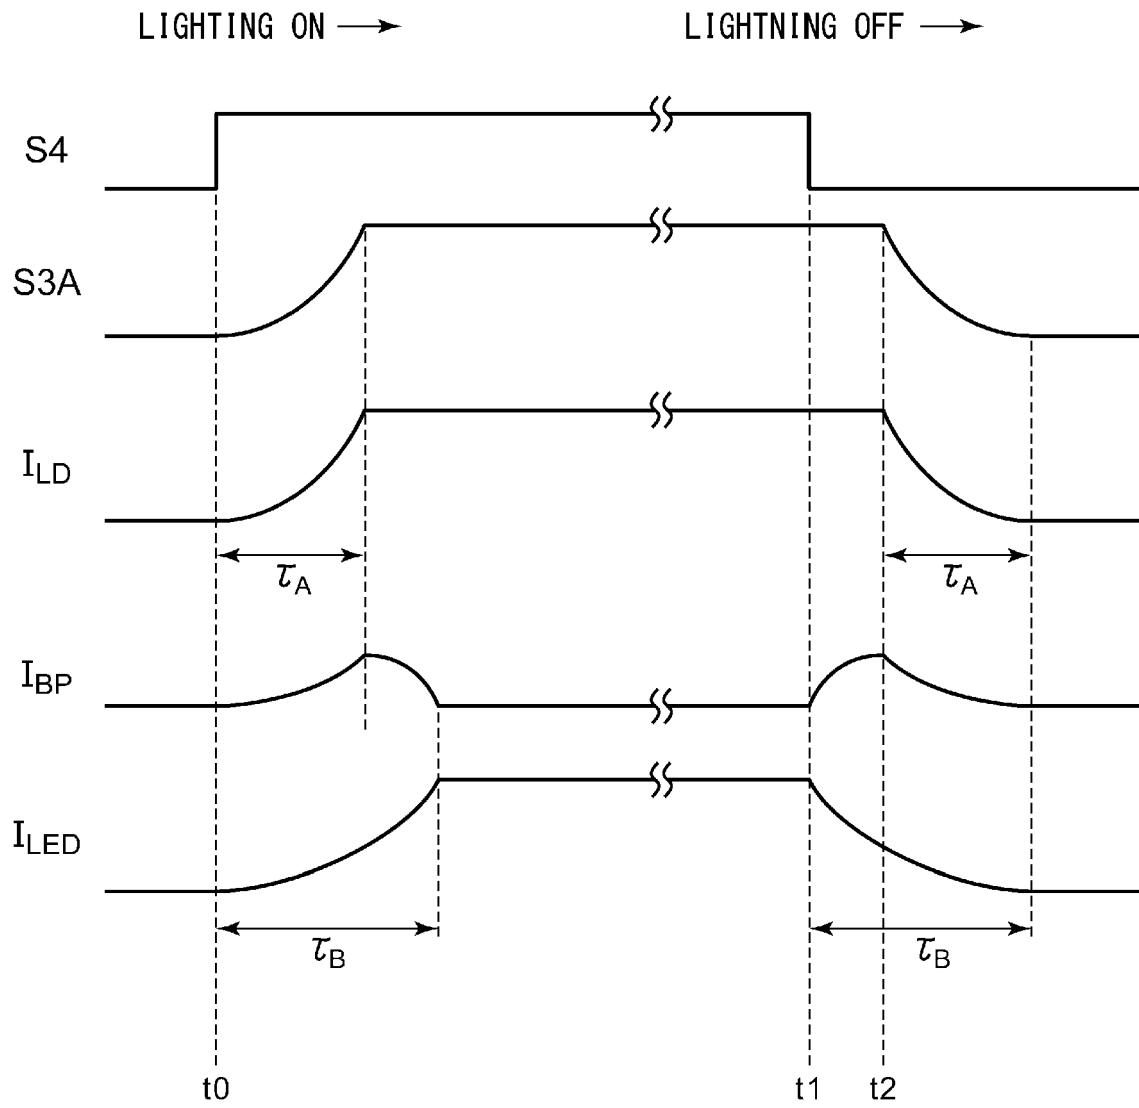 LIGHTING ON
LIGHTNING OFF
S4
S3A
ILD
τA
τA
IBP
ILED
τB
τB
t0
t1
t2